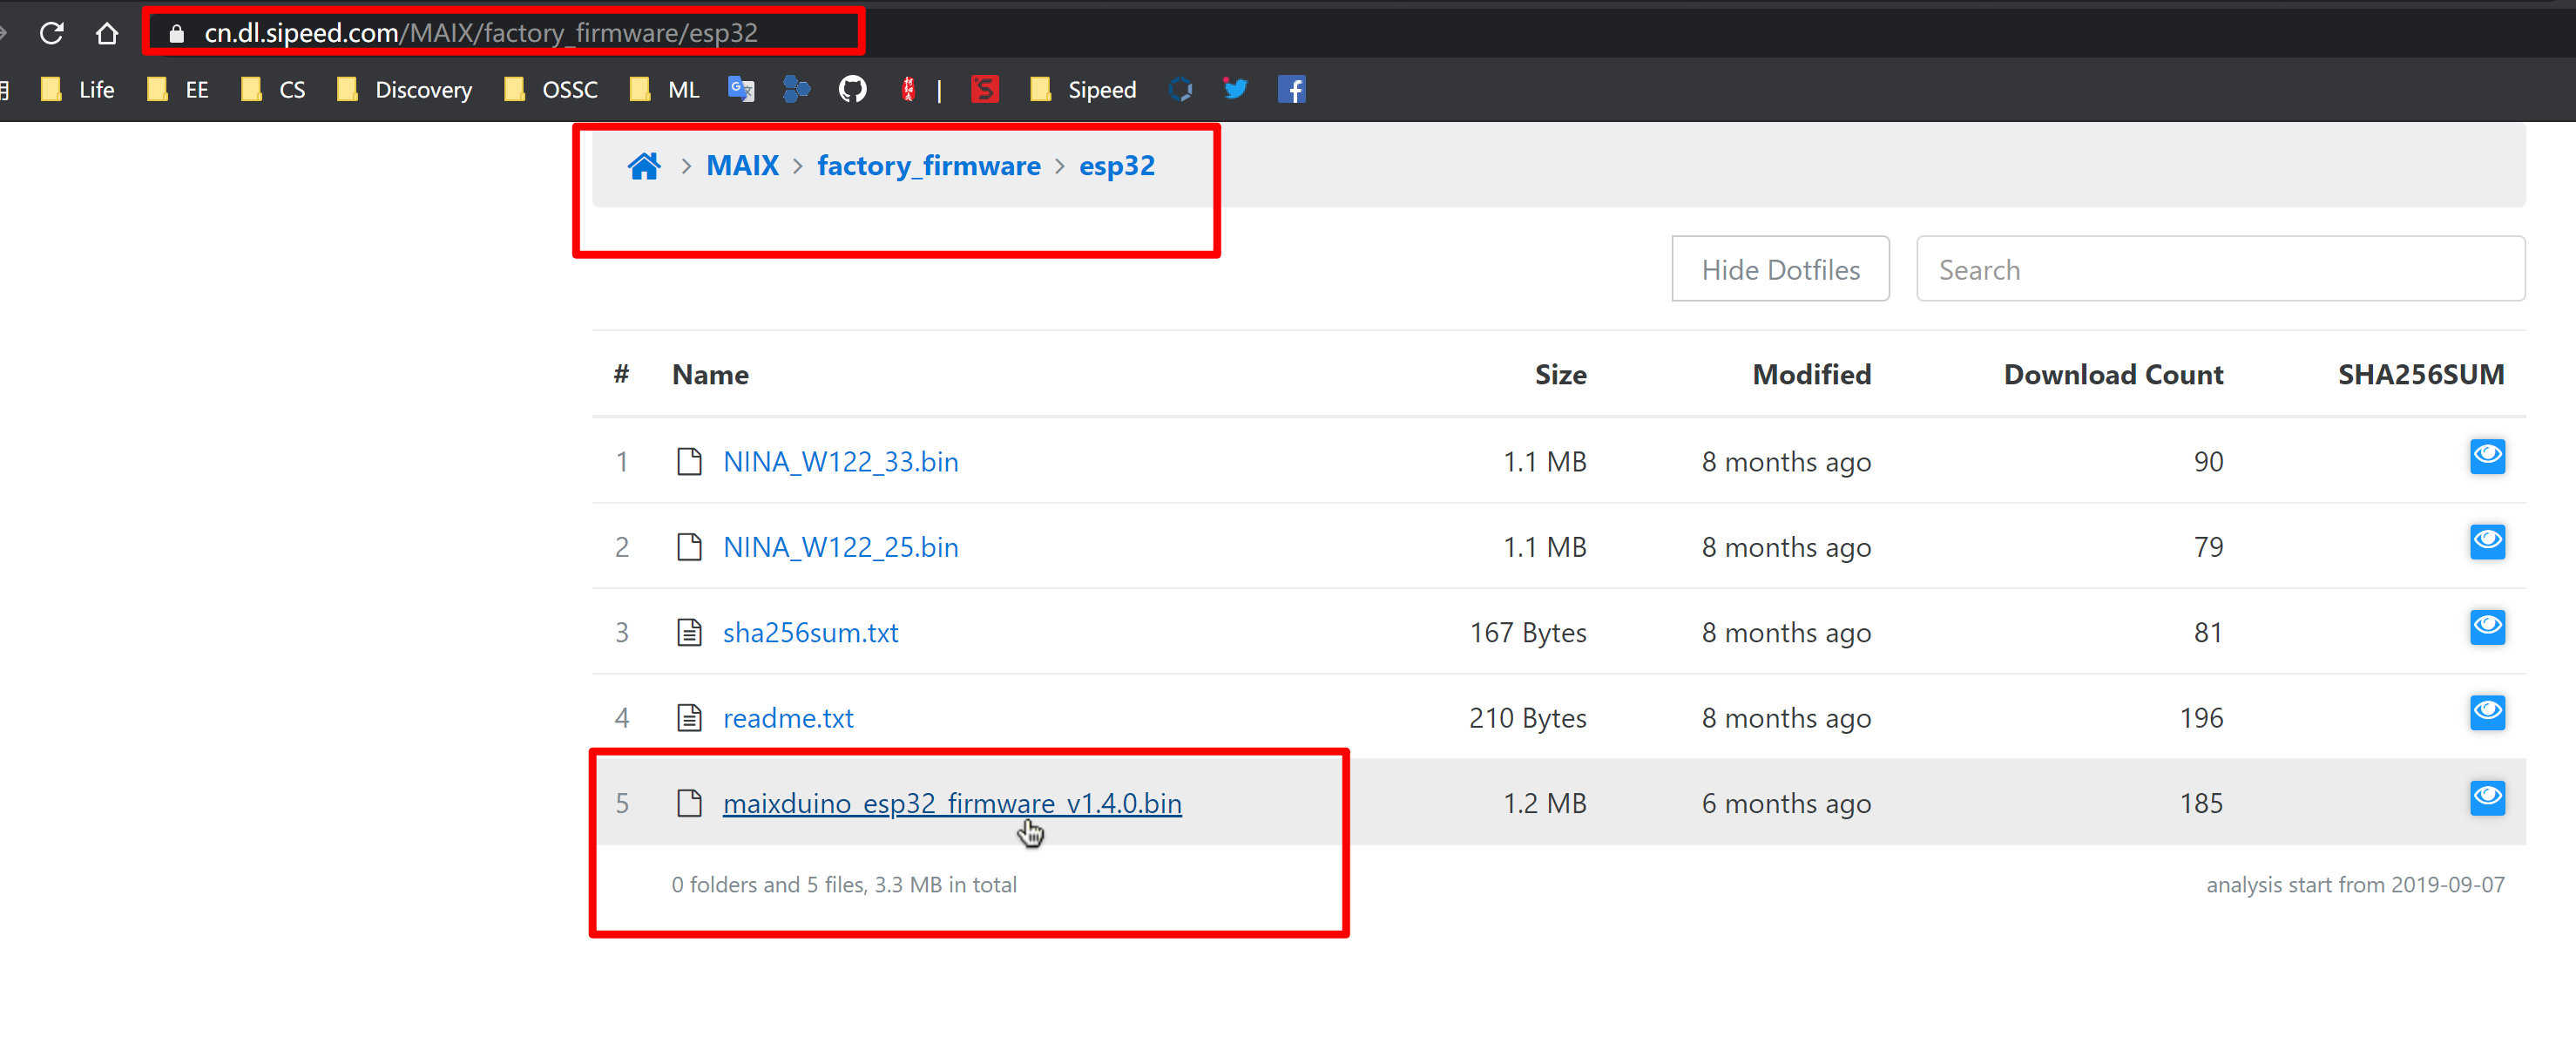 cn.dl.sipeed.com/MAIX/factory_firmware/esp32
Life EE CS Discovery OSSC ML | Sipeed
MAIX > factory_firmware > esp32
Hide Dotfiles Search
# Name Size Modified Download Count SHA256SUM
1 NINA_W122_33.bin 1.1 MB 8 months ago 90
2 NINA_W122_25.bin 1.1 MB 8 months ago 79
3 sha256sum.txt 167 Bytes 8 months ago 81
4 readme.txt 210 Bytes 8 months ago 196
5 maixduino_esp32_firmware_v1.4.0.bin 1.2 MB 6 months ago 185
0 folders and 5 files, 3.3 MB in total analysis start from 2019-09-07